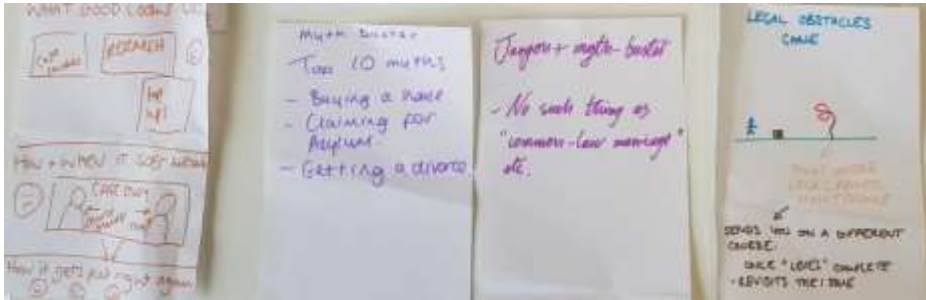 WHAT GOOD LOOKS
RESEARCH
top
tips
HOW + WHEN IT GOES WRONG
CASE STUDY
How it gets put right again
Myth Buster
Top 10 myths
- Buying a house
- Claiming for
Asylum
- Getting a divorce
Jargon + myth-buster
- No such thing as
"common-law marriage"
etc.
LEGAL OBSTACLES
GAME
SENDS YOU ON A DIFFERENT
COURSE.
ONCE "LEVEL" COMPLETE
- REVISITS THE ISSUE